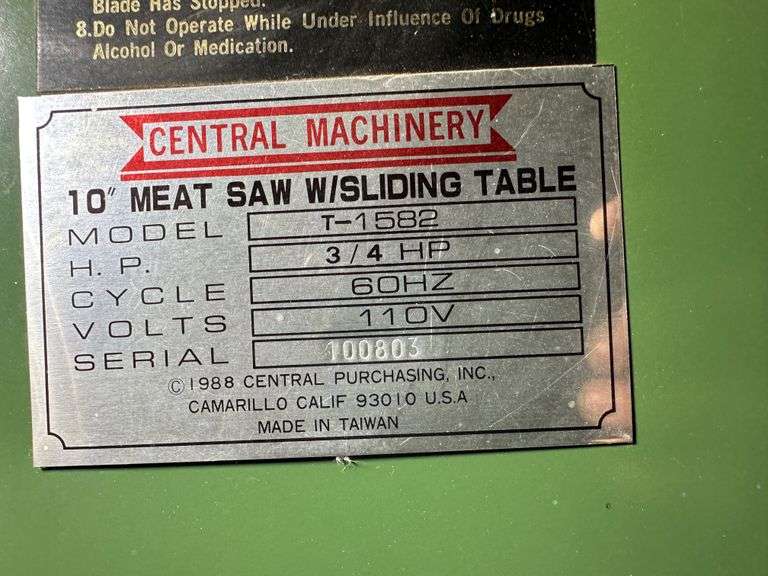 Blade Has Stopped.
8.Do Not Operate While Under Influence Of Drugs
Alcohol Or Medication.
CENTRAL MACHINERY
10" MEAT SAW W/SLIDING TABLE
MODEL T-1582
H. P. 3/4 HP
CYCLE 60HZ
VOLTS 110V
SERIAL 100803
©1988 CENTRAL PURCHASING, INC.,
CAMARILLO CALIF 93010 U.S.A
MADE IN TAIWAN